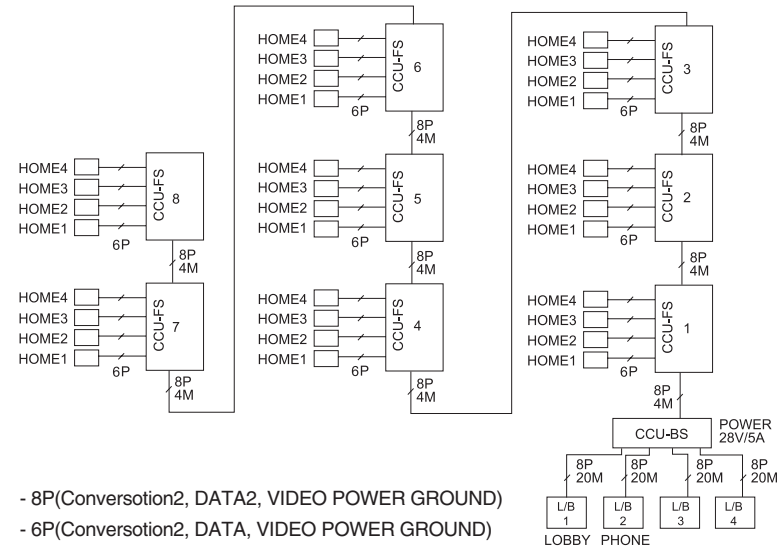 HOME4
HOME3
HOME2
HOME1
6P
CCU-FS
8
8P
4M
HOME4
HOME3
HOME2
HOME1
6P
CCU-FS
7
8P
4M
HOME4
HOME3
HOME2
HOME1
6P
CCU-FS
6
8P
4M
HOME4
HOME3
HOME2
HOME1
6P
CCU-FS
5
8P
4M
HOME4
HOME3
HOME2
HOME1
6P
CCU-FS
4
8P
4M
HOME4
HOME3
HOME2
HOME1
6P
CCU-FS
3
8P
4M
HOME4
HOME3
HOME2
HOME1
6P
CCU-FS
2
8P
4M
HOME4
HOME3
HOME2
HOME1
6P
CCU-FS
1
8P
4M
CCU-BS
POWER
28V/5A
8P
20M
8P
20M
8P
20M
8P
20M
L/B
1
L/B
2
L/B
3
L/B
4
LOBBY PHONE
- 8P(Conversotion2, DATA2, VIDEO POWER GROUND)
- 6P(Conversotion2, DATA, VIDEO POWER GROUND)